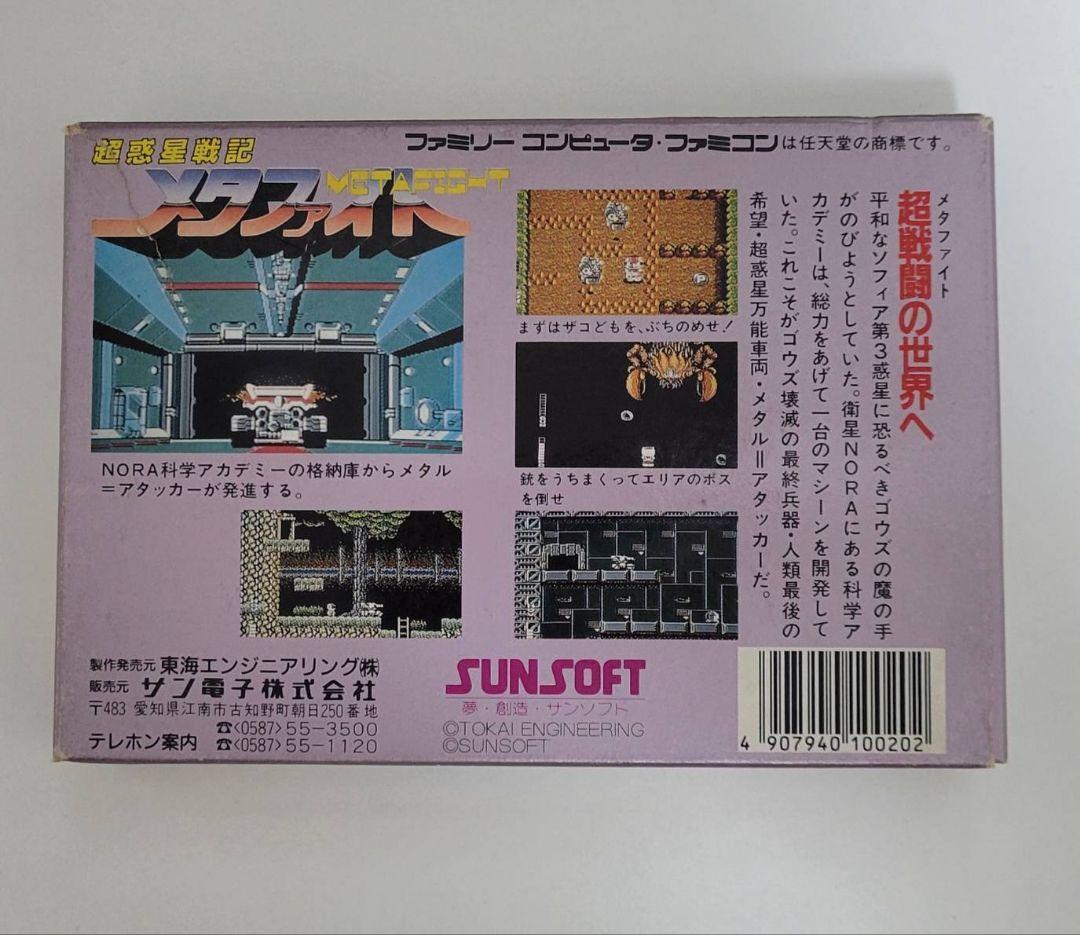 超惑星戦記
メタファイト
METAFIGHT
ファミリー コンピュータ・ファミコンは任天堂の商標です。
メタファイト
超戦闘の世界へ
平和なソフィア第3惑星に恐るべきゴウズの魔の手
がのびようとしていた。衛星NORAにある科学ア
カデミーは、総力をあげて一台のマシーンを開発して
いた。これこそがゴウズ壊滅の最終兵器・人類最後の
希望・超惑星万能車両・メタル=アタッカーだ。
まずはザコどもを、ぶちのめせ!
NORA科学アカデミーの格納庫からメタル
=アタッカーが発進する。
銃をうちまくってエリアのボス
を倒せ
P
製作発売元 東海エンジニアリング(株)
販売元 サン電子株式会社
〒483 愛知県江南市古知野町朝日250番地
☎<0587>55-3500
テレホン案内 ☎<0587>55-1120
SUNSOFT
夢・創造・サンソフト
©TOKAI ENGINEERING
©SUNSOFT
4 907940 100202